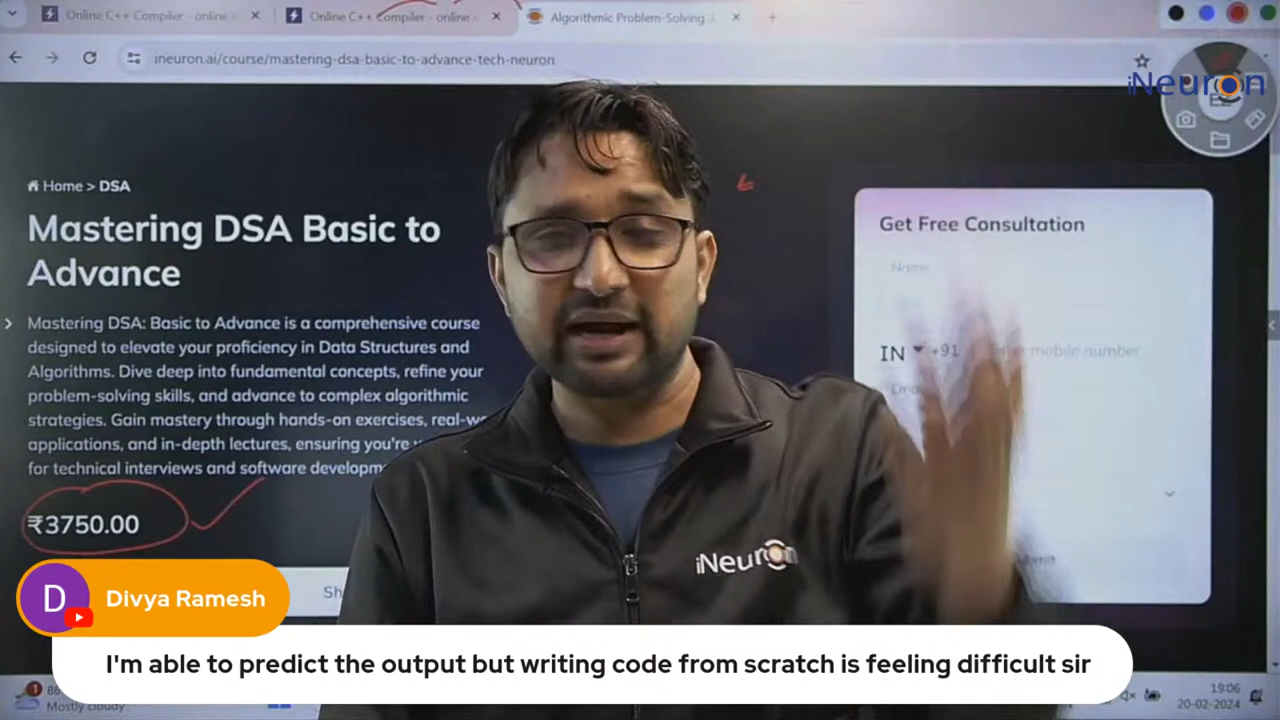 Online C++ Compiler - online
Online C++ Compiler - online
Algorithmic Problem-Solving
ineuron.ai/course/mastering-dsa-basic-to-advance-tech-neuron
iNeuron
Home > DSA
Mastering DSA Basic to
Advance
Mastering DSA: Basic to Advance is a comprehensive course
designed to elevate your proficiency in Data Structures and
Algorithms. Dive deep into fundamental concepts, refine your
problem-solving skills, and advance to complex algorithmic
strategies. Gain mastery through hands-on exercises,
applications, and in-depth lectures, ensuring you're
for technical interviews and software
₹3750.00
Get Free Consultation
Name
IN +91 mobile-number
iNeuron
D
Divya Ramesh
I'm able to predict the output but writing code from scratch is feeling difficult sir
1
Mostly cloudy
19:06
20-02-2024